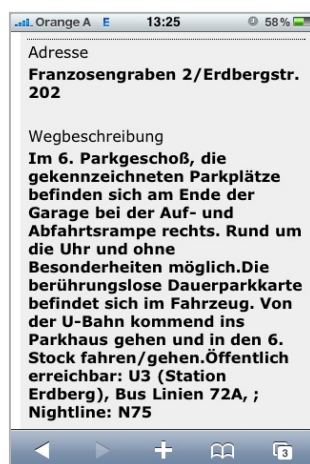 Orange A E 13:25 58 %
Adresse
Franzosengraben 2/Erdbergstr.
202
Wegbeschreibung
Im 6. Parkgeschoß, die
gekennzeichneten Parkplätze
befinden sich am Ende der
Garage bei der Auf- und
Abfahrtsrampe rechts. Rund um
die Uhr und ohne
Besonderheiten möglich.Die
berührungslose Dauerparkkarte
befindet sich im Fahrzeug. Von
der U-Bahn kommend ins
Parkhaus gehen und in den 6.
Stock fahren/gehen.Öffentlich
erreichbar: U3 (Station
Erdberg), Bus Linien 72A, ;
Nightline: N75
3